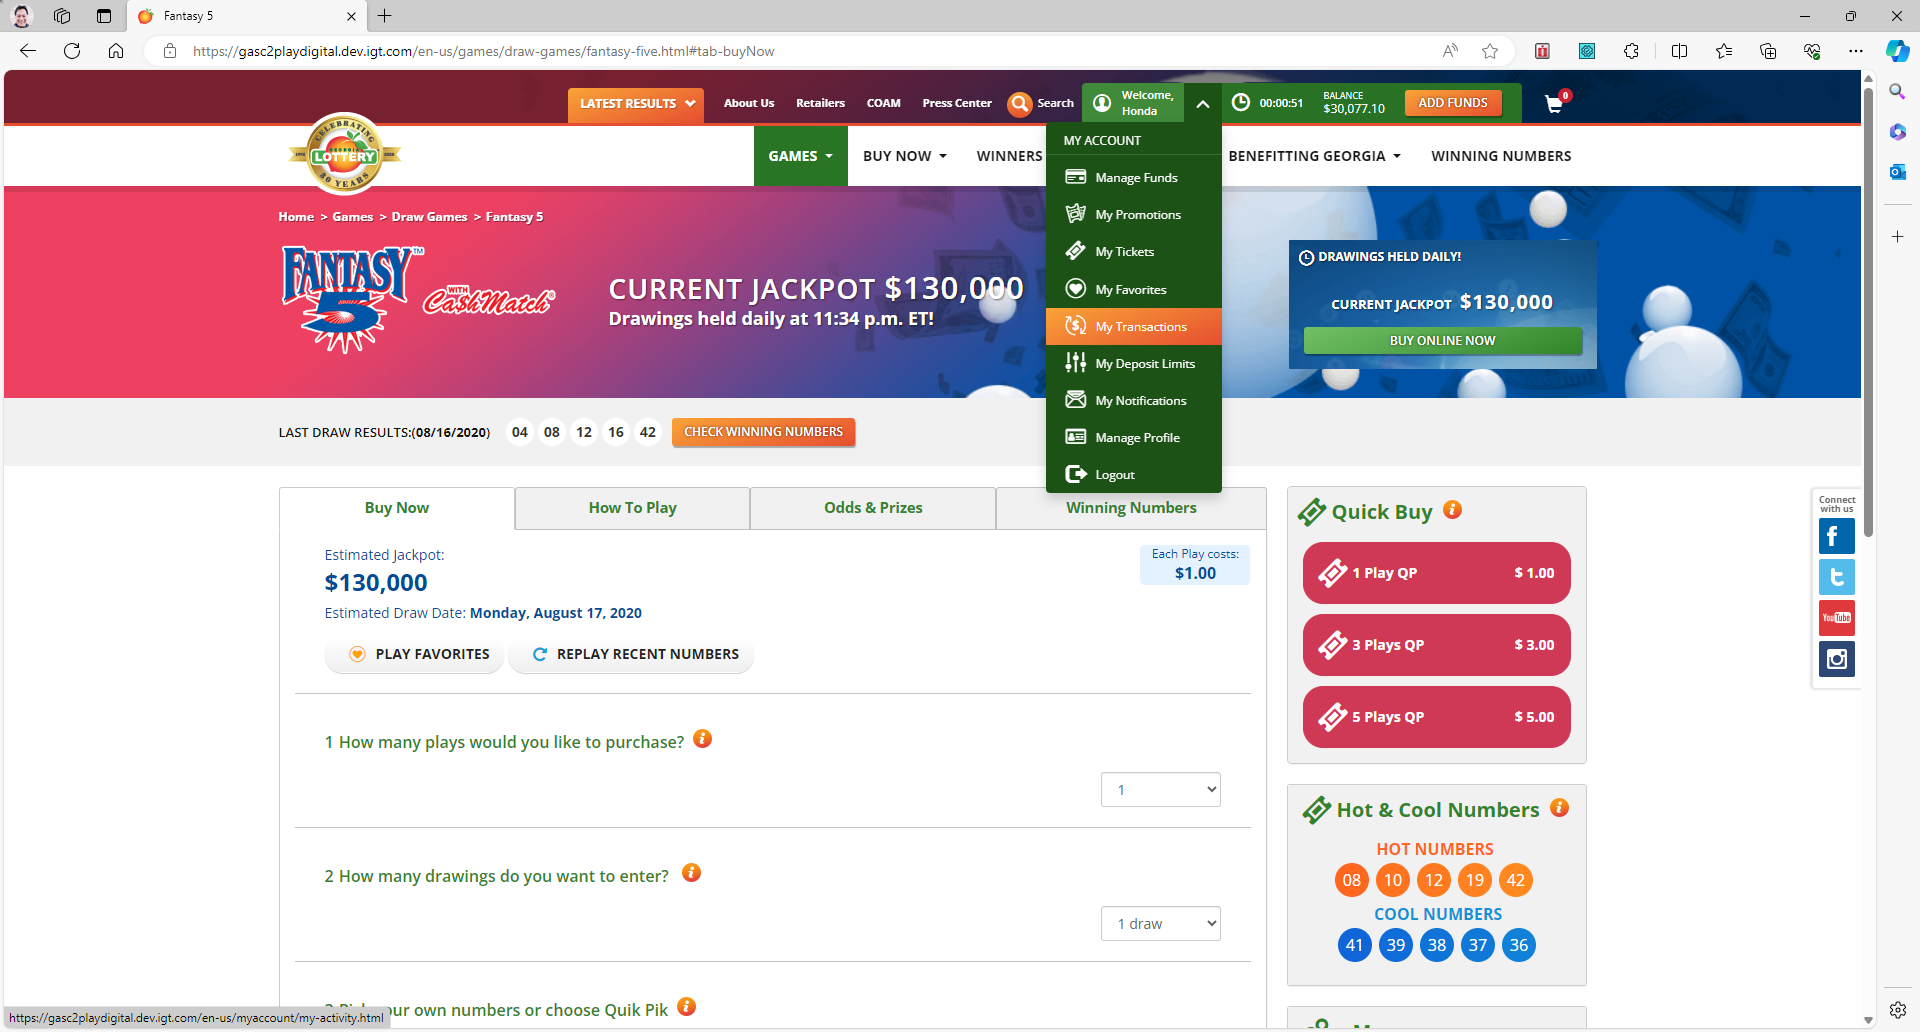 Fantasy 5
https://gasc2playdigital.dev.igt.com/en-us/games/draw-games/fantasy-five.html#tab-buyNow
LATEST RESULTS
About Us
Retailers
COAM
Press Center
Search
Welcome,
Honda
00:00:51
BALANCE
$30,077.10
ADD FUNDS
0
CELEBRATING
GEORGIA
LOTTERY
30 YEARS
GAMES
BUY NOW
WINNERS
BENEFITTING GEORGIA
WINNING NUMBERS
MY ACCOUNT
Manage Funds
My Promotions
My Tickets
My Favorites
My Transactions
My Deposit Limits
My Notifications
Manage Profile
Logout
Home > Games > Draw Games > Fantasy 5
FANTASY™
5
WITH
Ca$hMatch®
CURRENT JACKPOT $130,000
Drawings held daily at 11:34 p.m. ET!
DRAWINGS HELD DAILY!
CURRENT JACKPOT $130,000
BUY ONLINE NOW
LAST DRAW RESULTS:(08/16/2020) 04 08 12 16 42
CHECK WINNING NUMBERS
Buy Now
How To Play
Odds & Prizes
Winning Numbers
Estimated Jackpot:
$130,000
Estimated Draw Date: Monday, August 17, 2020
Each Play costs:
$1.00
PLAY FAVORITES
REPLAY RECENT NUMBERS
1 How many plays would you like to purchase?
1
2 How many drawings do you want to enter?
1 draw
your own numbers or choose Quik Pik
Quick Buy
1 Play QP $ 1.00
3 Plays QP $ 3.00
5 Plays QP $ 5.00
Hot & Cool Numbers
HOT NUMBERS
08 10 12 19 42
COOL NUMBERS
41 39 38 37 36
Connect
with us
YouTube
https://gasc2playdigital.dev.igt.com/en-us/myaccount/my-activity.html